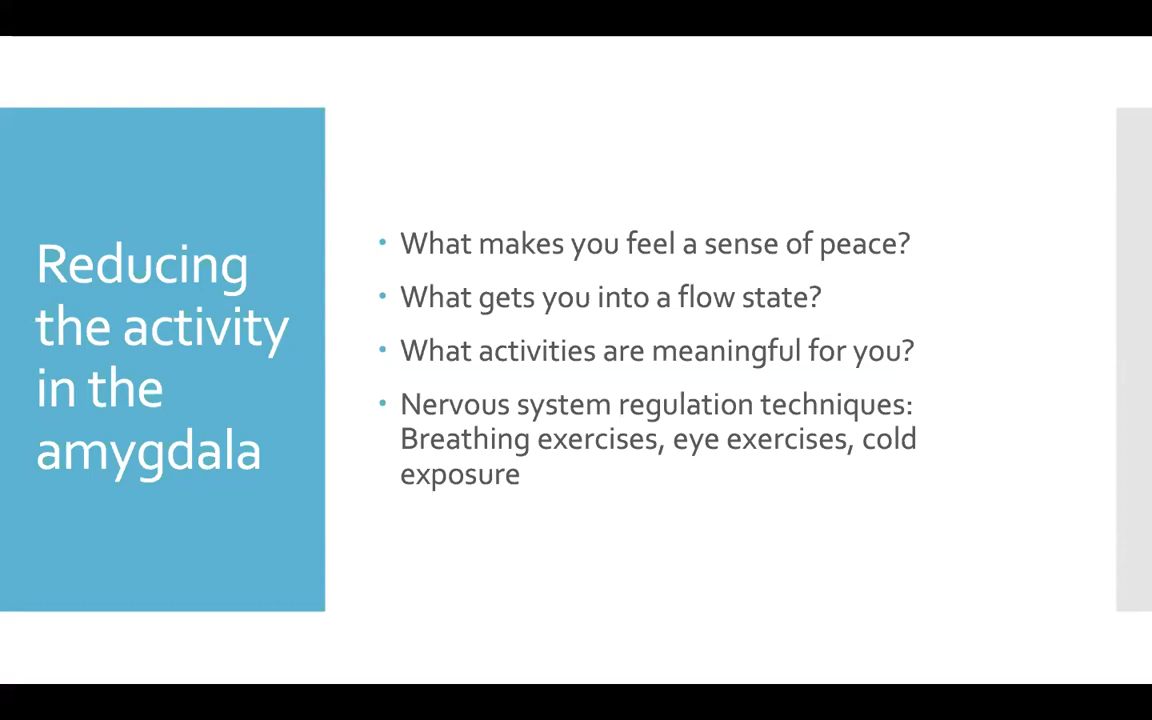 Reducing
the activity
in the
amygdala
• What makes you feel a sense of peace?
• What gets you into a flow state?
• What activities are meaningful for you?
• Nervous system regulation techniques:
Breathing exercises, eye exercises, cold
exposure